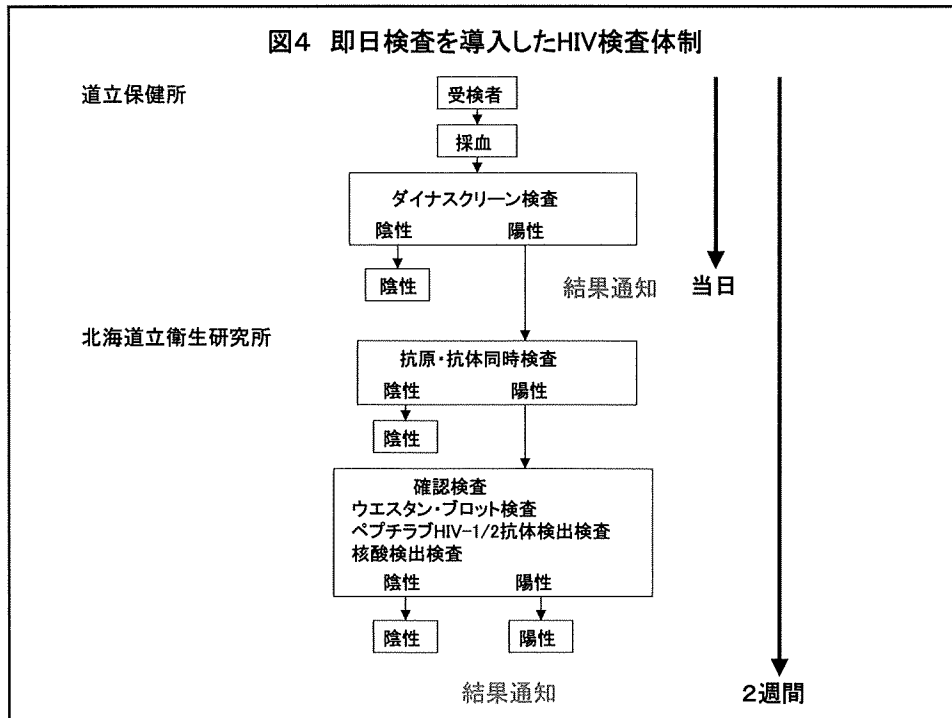 図4 即日検査を導入したHIV検査体制
道立保健所
受検者
採血
ダイナスクリーン検査
陰性 陽性
陰性
結果通知 当日
北海道立衛生研究所
抗原・抗体同時検査
陰性 陽性
陰性
確認検査
ウエスタン・ブロット検査
ペプチラブHIV-1/2抗体検出検査
核酸検出検査
陰性 陽性
陰性 陽性
結果通知 2週間